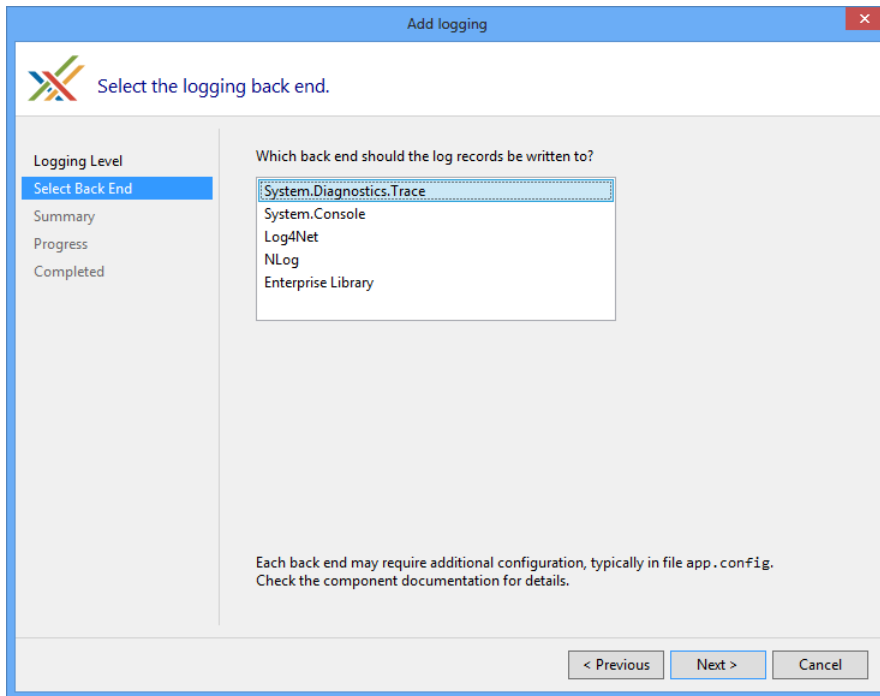 Add logging
Select the logging back end.
Logging Level
Select Back End
Summary
Progress
Completed
Which back end should the log records be written to?
System.Diagnostics.Trace
System.Console
Log4Net
NLog
Enterprise Library
Each back end may require additional configuration, typically in file app.config.
Check the component documentation for details.
< Previous
Next >
Cancel